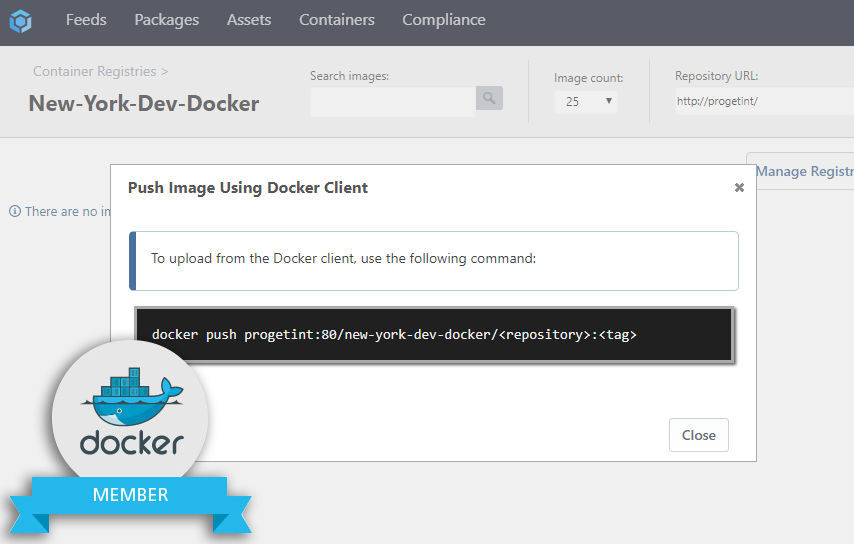 Feeds Packages Assets Containers Compliance
Container Registries >
New-York-Dev-Docker
Search images:
Image count:
25
Repository URL:
http://progetint/
Manage Registr
There are no in
Push Image Using Docker Client
To upload from the Docker client, use the following command:
docker push progetint:80/new-york-dev-docker/<repository>:<tag>
Close
docker
MEMBER